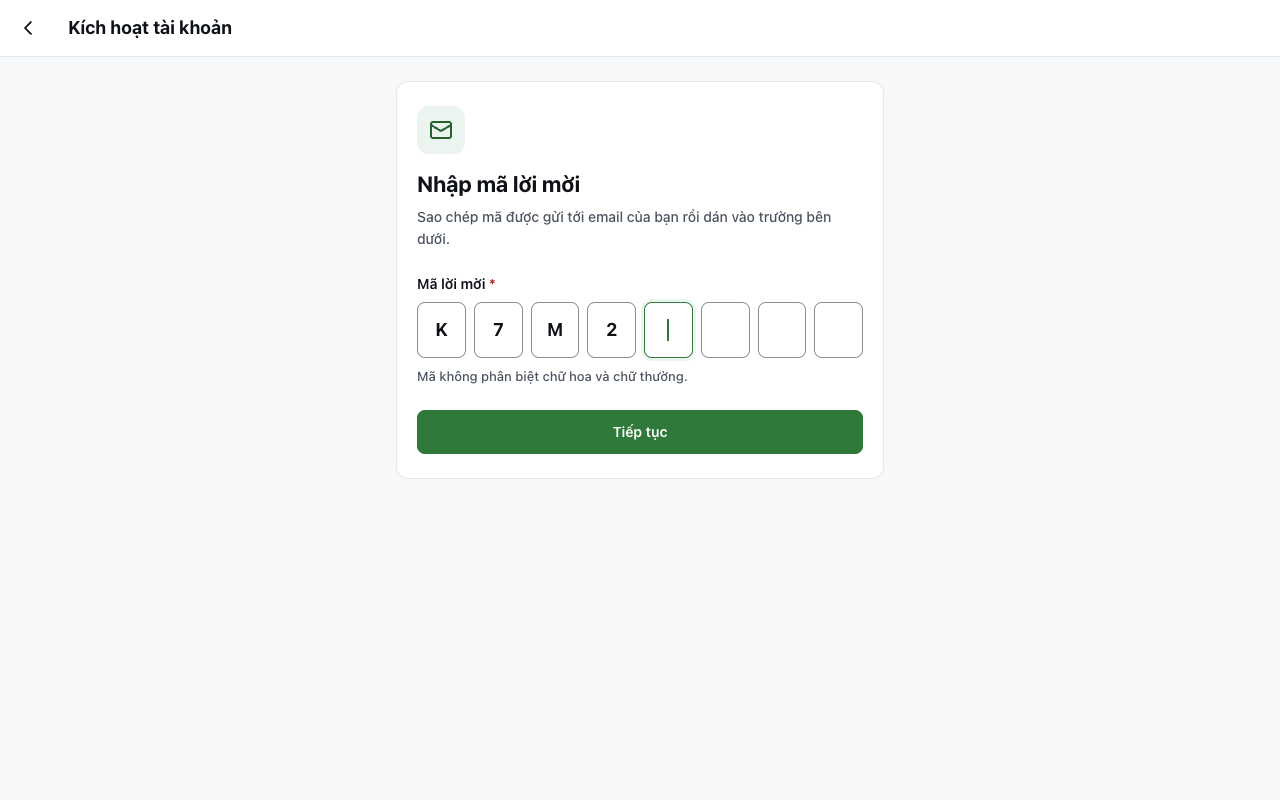 Kích hoạt tài khoản
Nhập mã lời mời
Sao chép mã được gửi tới email của bạn rồi dán vào trường bên
dưới.
Mã lời mời *
K 7 M 2
Mã không phân biệt chữ hoa và chữ thường.
Tiếp tục